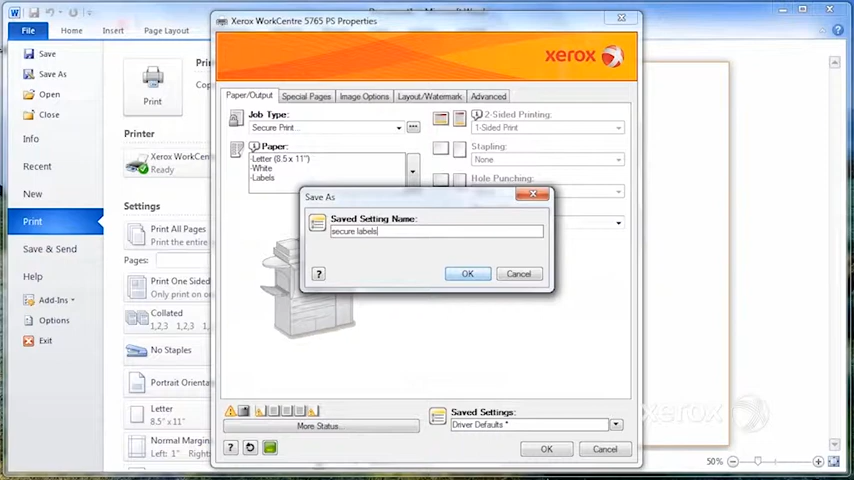 Xerox WorkCentre 5765 PS Properties
File
Home
Insert
Page Layout
Save
Save As
Open
Close
Info
Recent
New
Print
Save & Send
Help
Add-Ins
Options
Exit
Print
Printer
Xerox WorkCent
Ready
Settings
Print All Pages
Print the entire
Pages:
Print One Sided
Only print on one
Collated
1,2,3 1,2,3 1,2,3
No Staples
Portrait Orienta
Letter
8.5" x 11"
Normal Margin
Left: 1" Right:
xerox
Paper/Output
Special Pages
Image Options
Layout/Watermark
Advanced
Job Type:
Secure Print...
Paper:
-Letter (8.5 x 11")
-White
-Labels
2-Sided Printing:
1-Sided Print
Stapling:
None
Hole Punching:
Save As
Saved Setting Name:
secure labels
?
OK
Cancel
More Status...
Saved Settings:
Driver Defaults *
?
OK
Cancel
xerox
50%